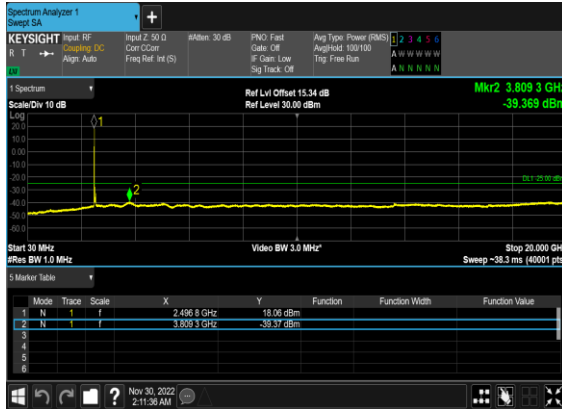 Spectrum Analyzer 1
Swept SA
+
KEYSIGHT
R T
LU
Input: RF
Coupling: DC
Align: Auto
Input Z: 50 Ω
Corr CCorr
Freq Ref: Int (S)
#Atten: 30 dB
PNO: Fast
Gate: Off
IF Gain: Low
Sig Track: Off
Avg Type: Power (RMS)
Avg|Hold: 100/100
Trig: Free Run
1 2 3 4 5 6
A W W W W W
A N N N N N
1 Spectrum
Scale/Div 10 dB
Ref Lvl Offset 15.34 dB
Ref Level 30.00 dBm
Mkr2 3.809 3 GHz
-39.369 dBm
Log
20.0
10.0
0.00
-10.0
-20.0
-30.0
-40.0
-50.0
-60.0
1
2
DL1 -25.00 dBm
Start 30 MHz
#Res BW 1.0 MHz
Video BW 3.0 MHz*
Stop 20.000 GHz
Sweep ~38.3 ms (40001 pts)
5 Marker Table
Mode Trace Scale X Y Function Function Width Function Value
1 N 1 f 2.496 8 GHz 18.06 dBm
2 N 1 f 3.809 3 GHz -39.37 dBm
3
4
5
6
?
Nov 30, 2022
2:11:36 AM